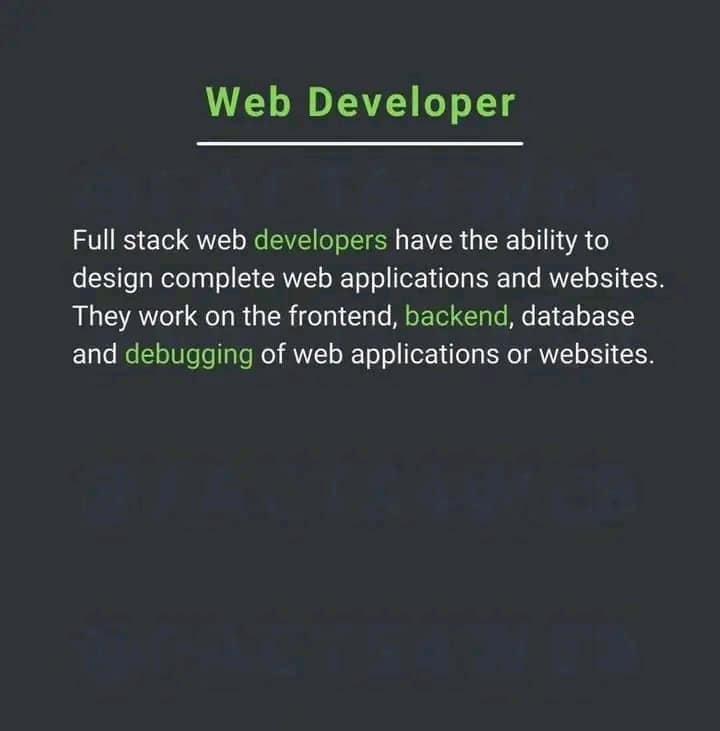 Web Developer
Full stack web developers have the ability to
design complete web applications and websites.
They work on the frontend, backend, database
and debugging of web applications or websites.